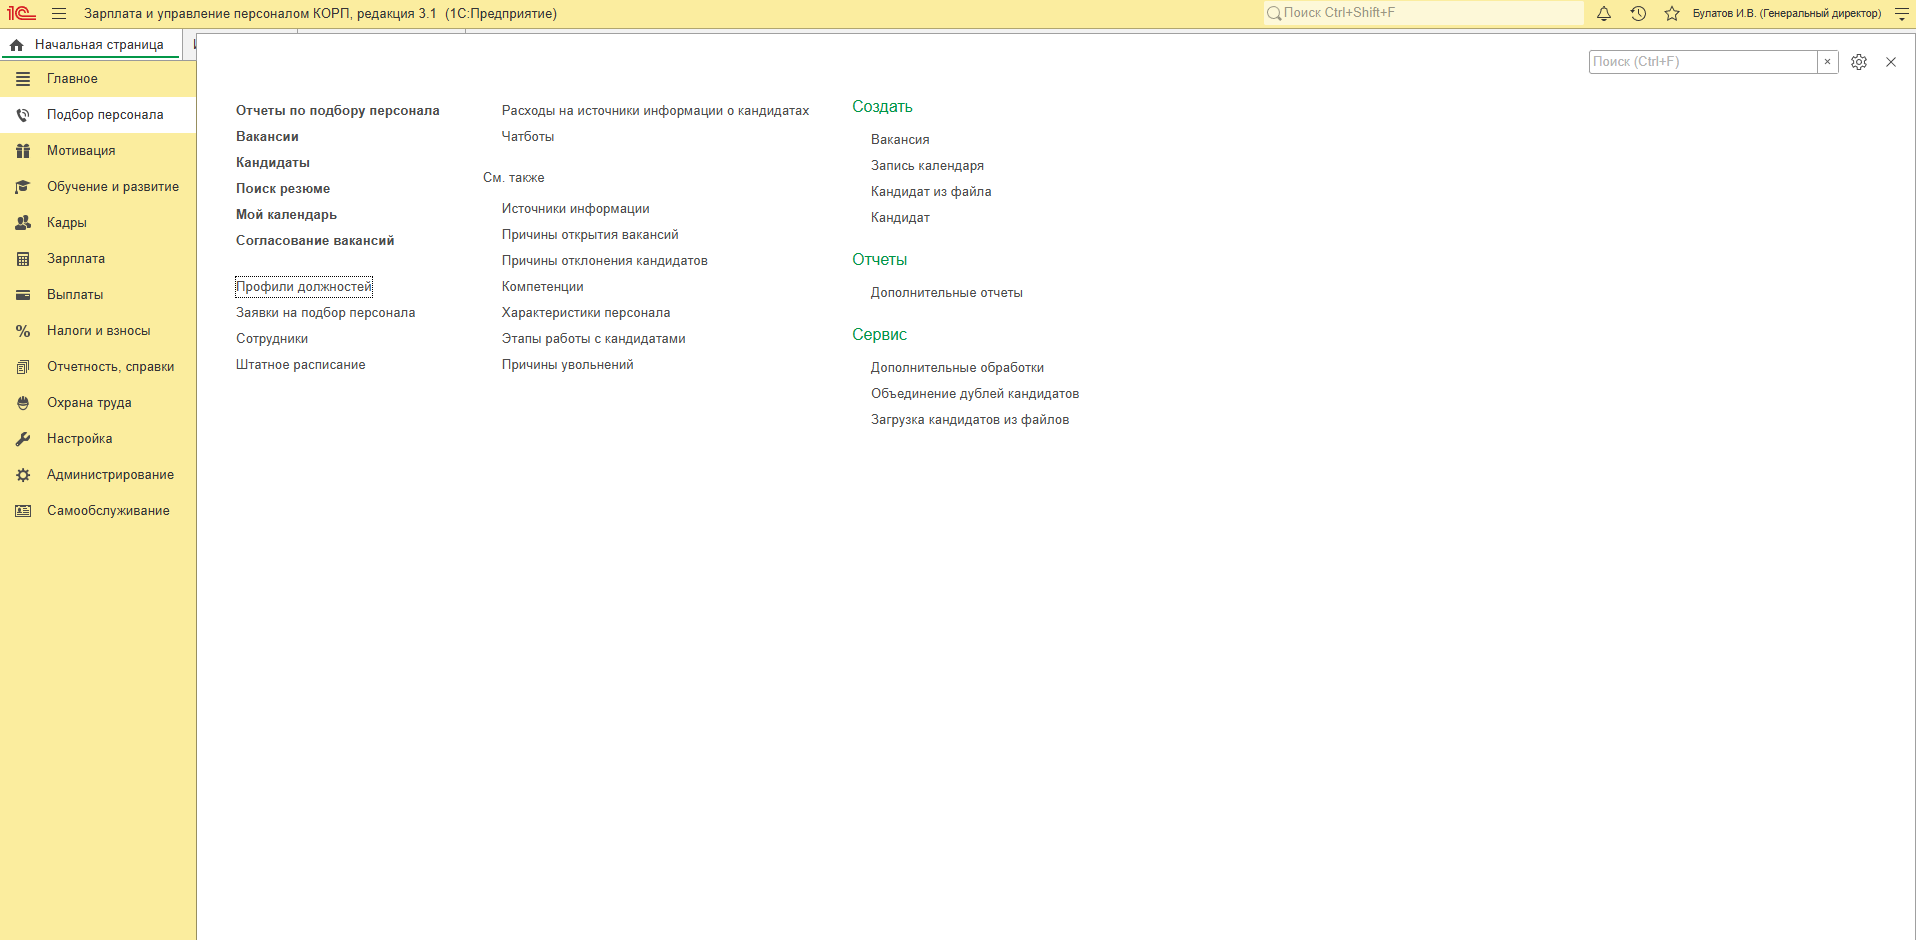 1С Зарплата и управление персоналом КОРП, редакция 3.1 (1С:Предприятие)
Поиск Ctrl+Shift+F
Булатов И.В. (Генеральный директор)
Начальная страница
Поиск (Ctrl+F)
Главное
Подбор персонала
Мотивация
Обучение и развитие
Кадры
Зарплата
Выплаты
Налоги и взносы
Отчетность, справки
Охрана труда
Настройка
Администрирование
Самообслуживание
Отчеты по подбору персонала
Вакансии
Кандидаты
Поиск резюме
Мой календарь
Согласование вакансий
Профили должностей
Заявки на подбор персонала
Сотрудники
Штатное расписание
Расходы на источники информации о кандидатах
Чатботы
См. также
Источники информации
Причины открытия вакансий
Причины отклонения кандидатов
Компетенции
Характеристики персонала
Этапы работы с кандидатами
Причины увольнений
Создать
Вакансия
Запись календаря
Кандидат из файла
Кандидат
Отчеты
Дополнительные отчеты
Сервис
Дополнительные обработки
Объединение дублей кандидатов
Загрузка кандидатов из файлов